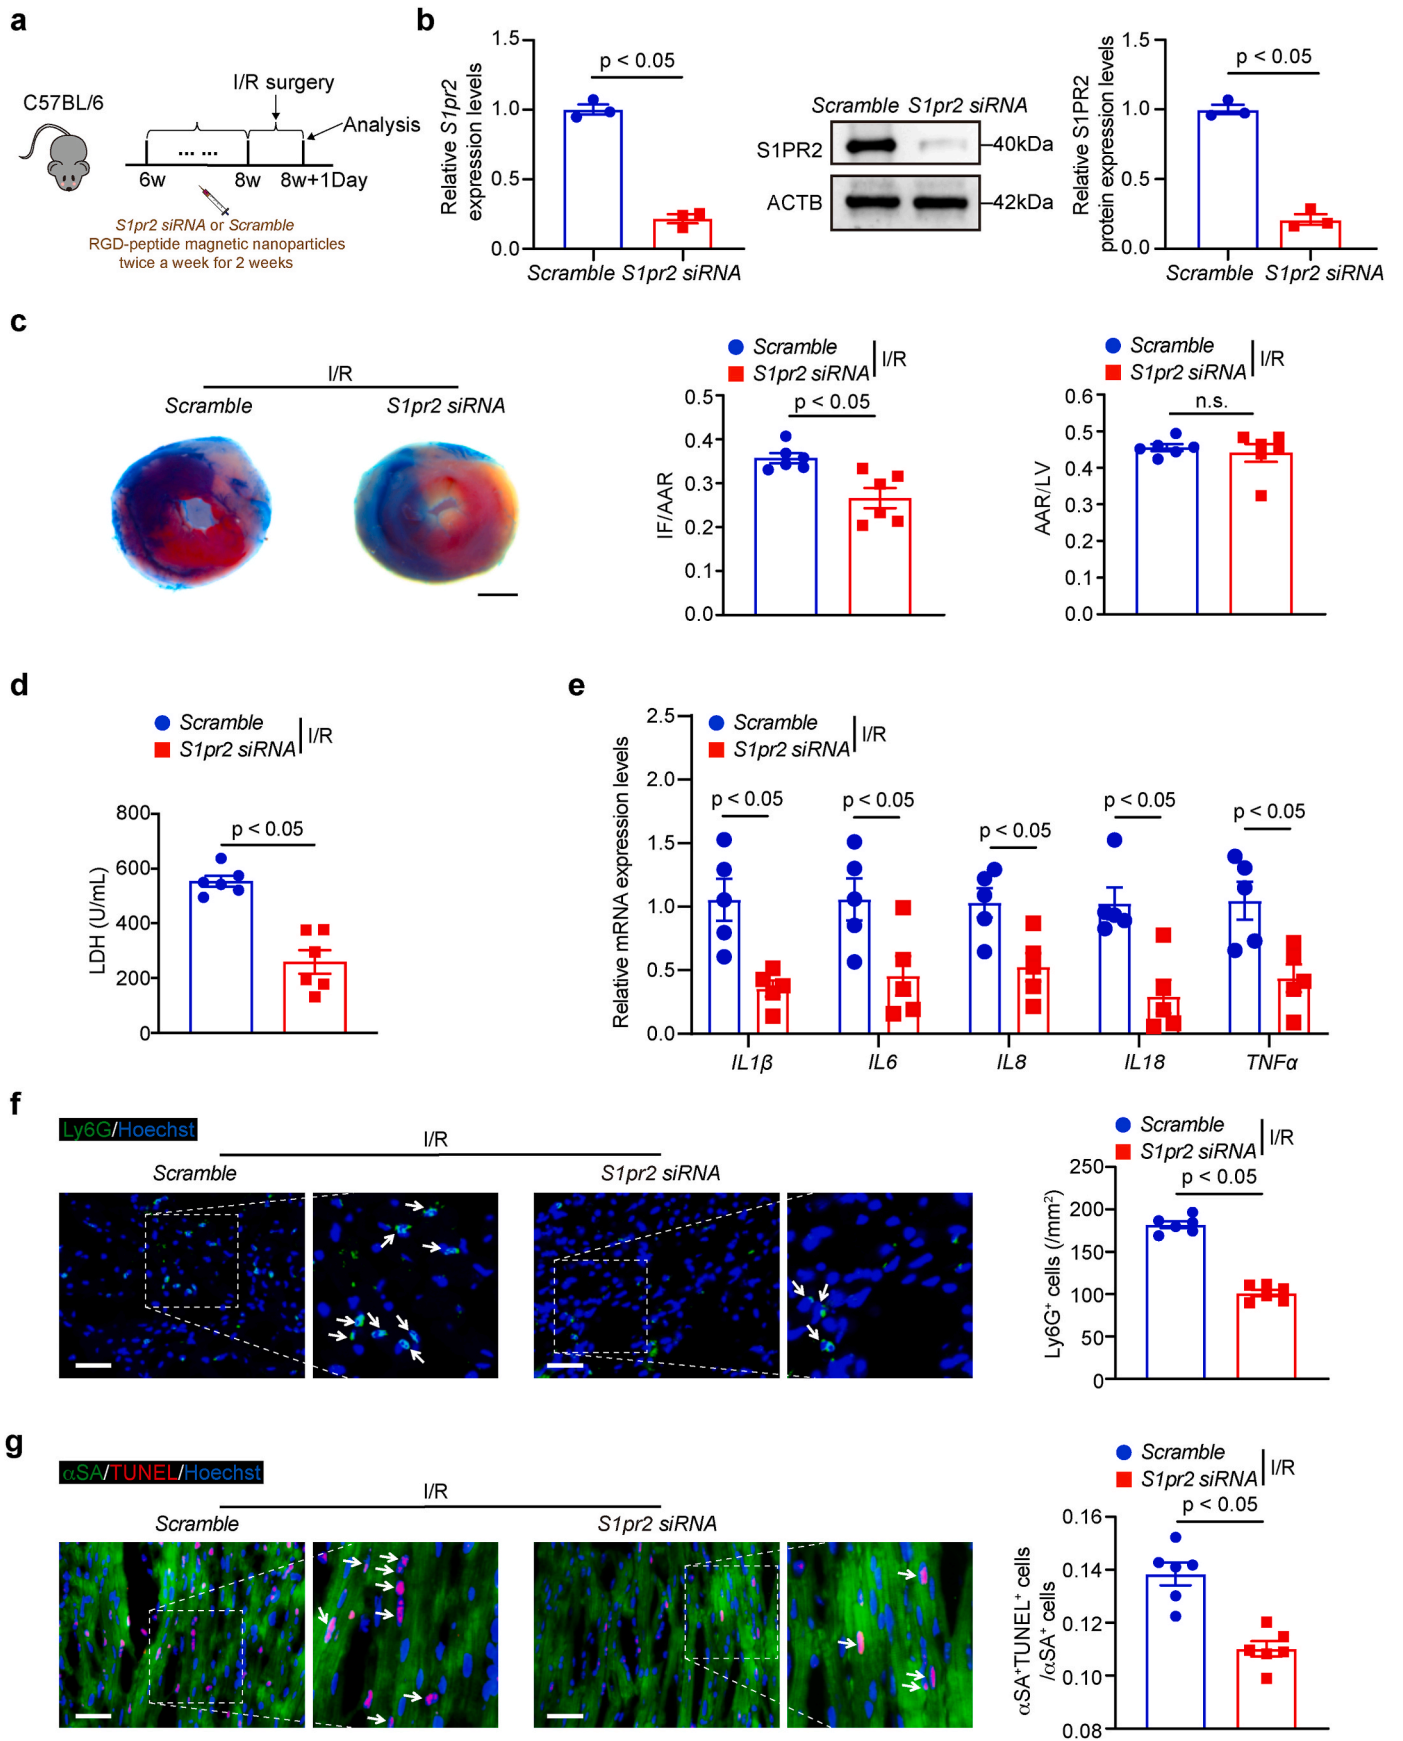 a
C57BL/6
I/R surgery
Analysis
... ...
6w
8w
8w+1Day
S1pr2 siRNA or Scramble
RGD-peptide magnetic nanoparticles
twice a week for 2 weeks
b
Relative S1pr2
expression levels
1.5
1.0
0.5
0.0
p < 0.05
Scramble
S1pr2 siRNA
Scramble
S1pr2 siRNA
S1PR2
40kDa
ACTB
42kDa
Relative S1PR2
protein expression levels
1.5
1.0
0.5
0.0
p < 0.05
Scramble
S1pr2 siRNA
c
I/R
Scramble
S1pr2 siRNA
Scramble
S1pr2 siRNA
I/R
IF/AAR
0.5
0.4
0.3
0.2
0.1
0.0
p < 0.05
Scramble
S1pr2 siRNA
I/R
AAR/LV
0.6
0.5
0.4
0.3
0.2
0.1
0.0
n.s.
d
Scramble
S1pr2 siRNA
I/R
LDH (U/mL)
800
600
400
200
0
p < 0.05
e
Scramble
S1pr2 siRNA
I/R
Relative mRNA expression levels
2.5
2.0
1.5
1.0
0.5
0.0
p < 0.05
p < 0.05
p < 0.05
p < 0.05
p < 0.05
IL1β
IL6
IL8
IL18
TNFα
f
Ly6G/Hoechst
I/R
Scramble
S1pr2 siRNA
Scramble
S1pr2 siRNA
I/R
Ly6G⁺ cells (/mm²)
250
200
150
100
50
0
p < 0.05
g
αSA/TUNEL/Hoechst
I/R
Scramble
S1pr2 siRNA
Scramble
S1pr2 siRNA
I/R
αSA⁺TUNEL⁺ cells
/αSA⁺ cells
0.16
0.14
0.12
0.10
0.08
p < 0.05